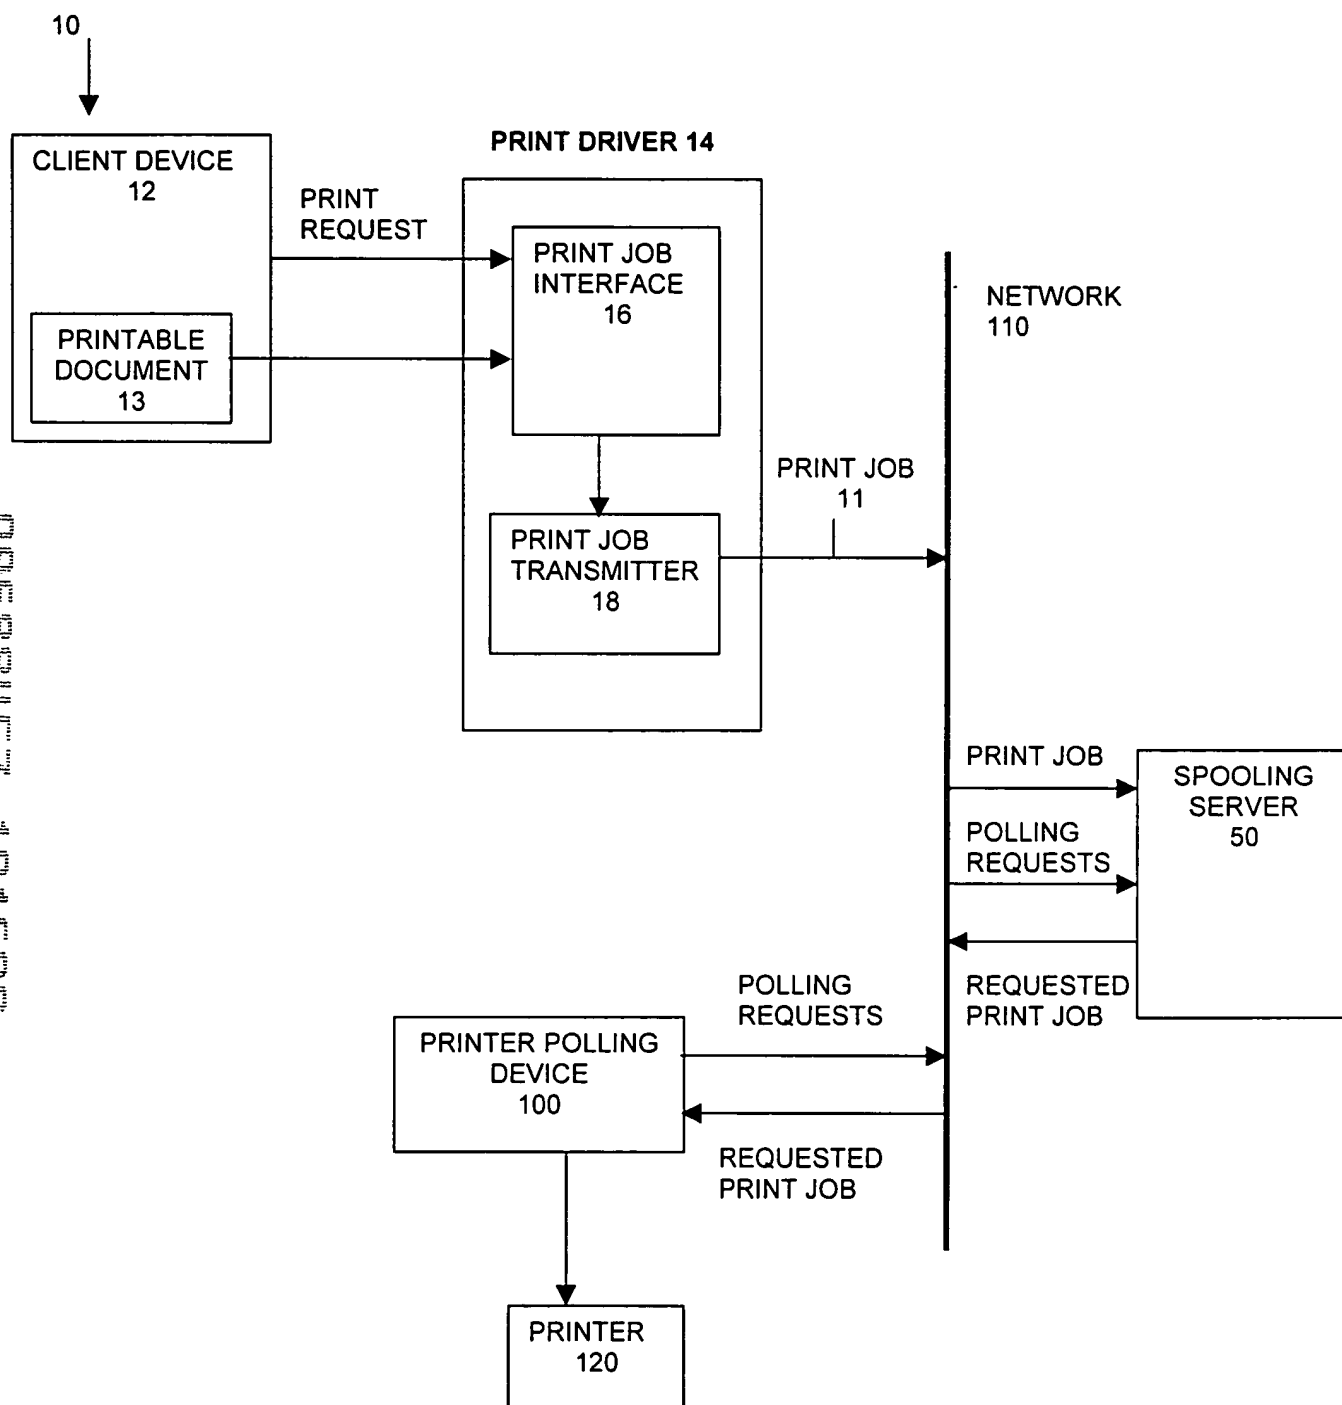 10
CLIENT DEVICE
12
PRINTABLE
DOCUMENT
13
PRINT
REQUEST
PRINT DRIVER 14
PRINT JOB
INTERFACE
16
PRINT JOB
TRANSMITTER
18
PRINT JOB
11
NETWORK
110
PRINT JOB
POLLING
REQUESTS
SPOOLING
SERVER
50
REQUESTED
PRINT JOB
POLLING
REQUESTS
PRINTER POLLING
DEVICE
100
REQUESTED
PRINT JOB
PRINTER
120